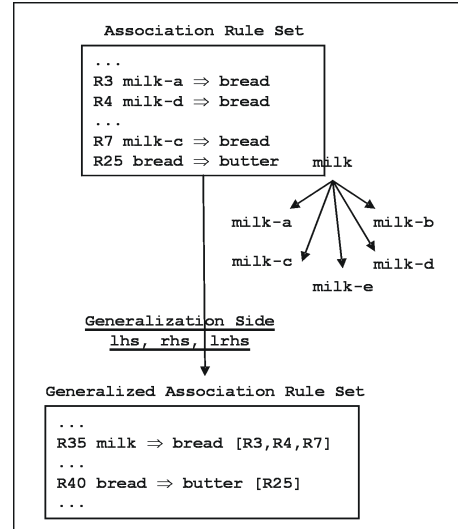 Association Rule Set
...
R3 milk-a ⇒ bread
R4 milk-d ⇒ bread
...
R7 milk-c ⇒ bread
R25 bread ⇒ butter
milk
milk-a
milk-b
milk-c
milk-d
milk-e
Generalization Side
lhs, rhs, lrhs
Generalized Association Rule Set
...
R35 milk ⇒ bread [R3,R4,R7]
...
R40 bread ⇒ butter [R25]
...